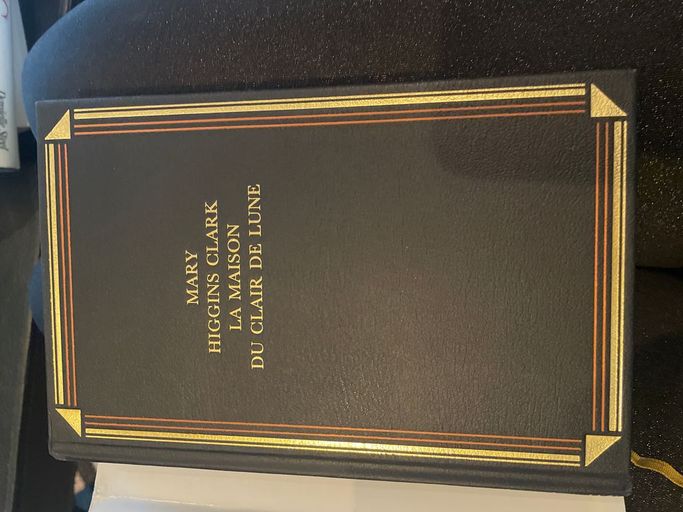 MARY
HIGGINS CLARK
LA MAISON
DU CLAIR DE LUNE